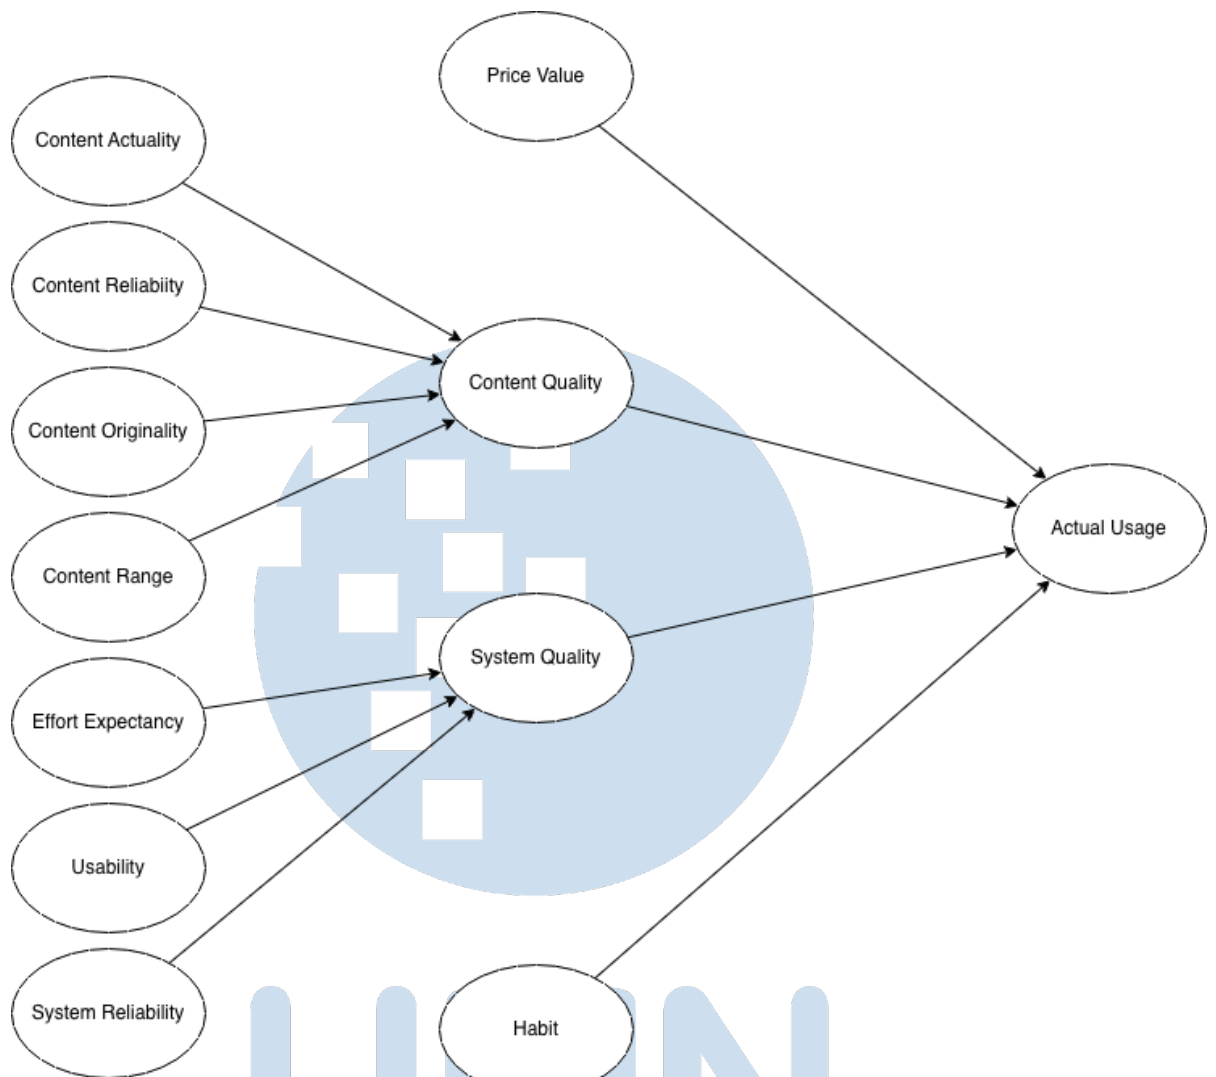 Price Value
Content Actuality
Content Reliabiity
Content Quality
Content Originality
Actual Usage
Content Range
System Quality
Effort Expectancy
Usability
System Reliability
Habit